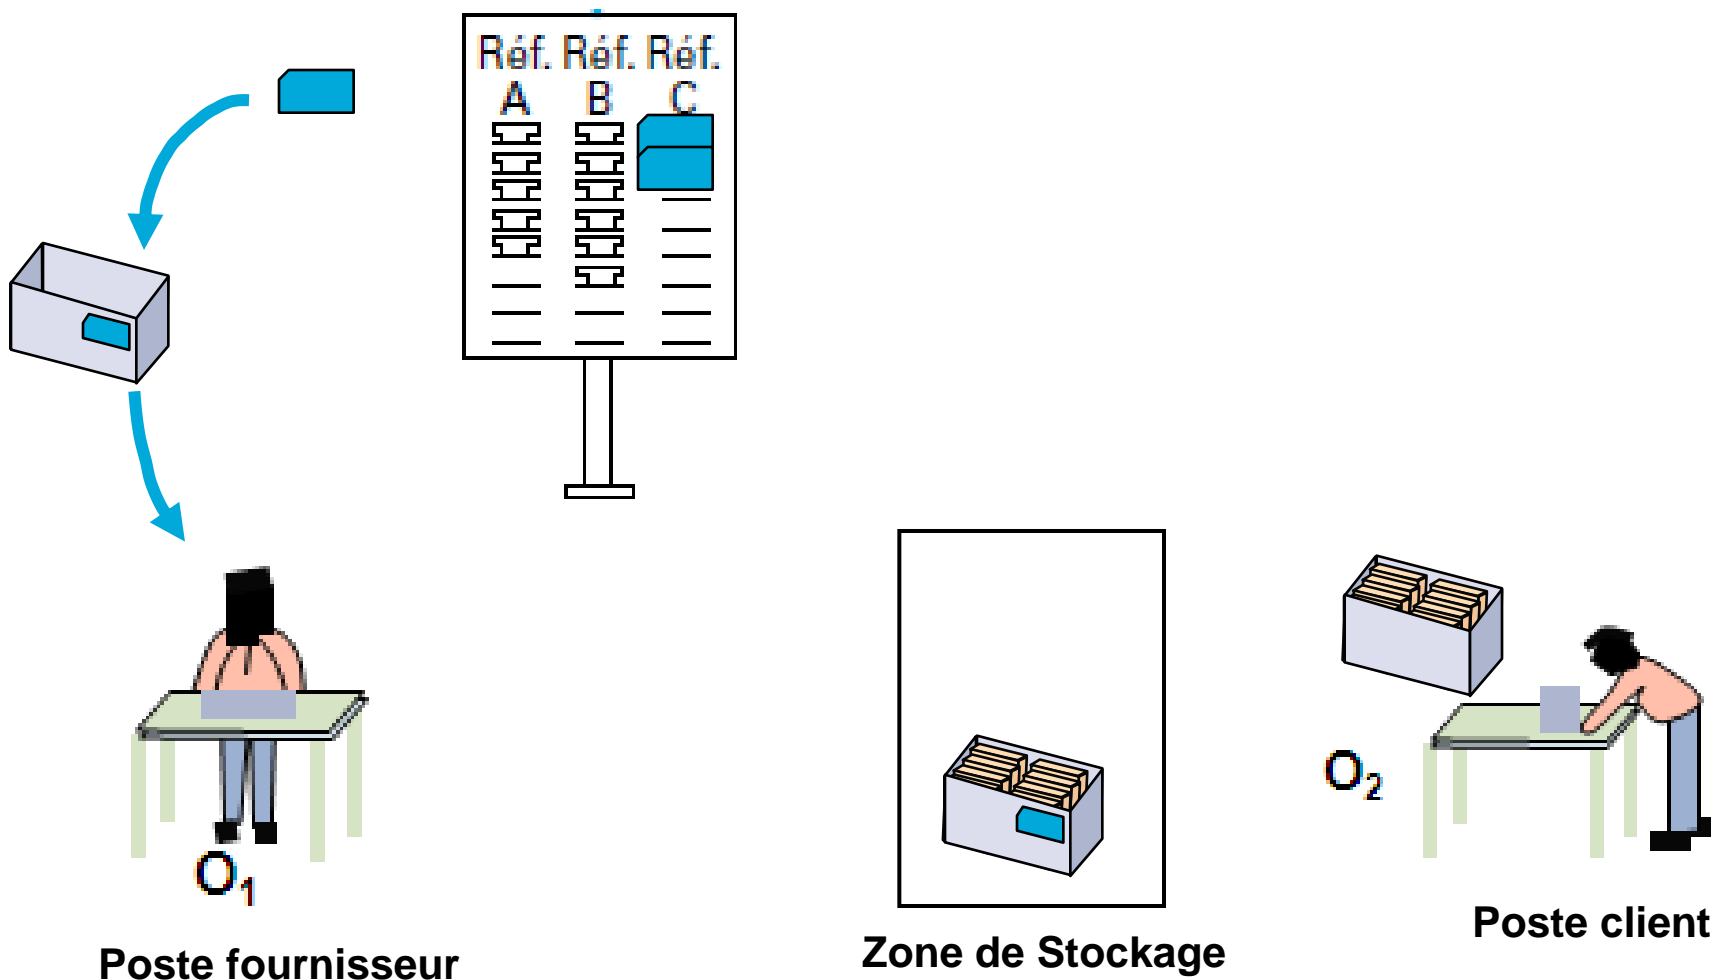 Réf. Réf. Réf.
A B C
O₂
O₁
Poste client
Zone de Stockage
Poste fournisseur